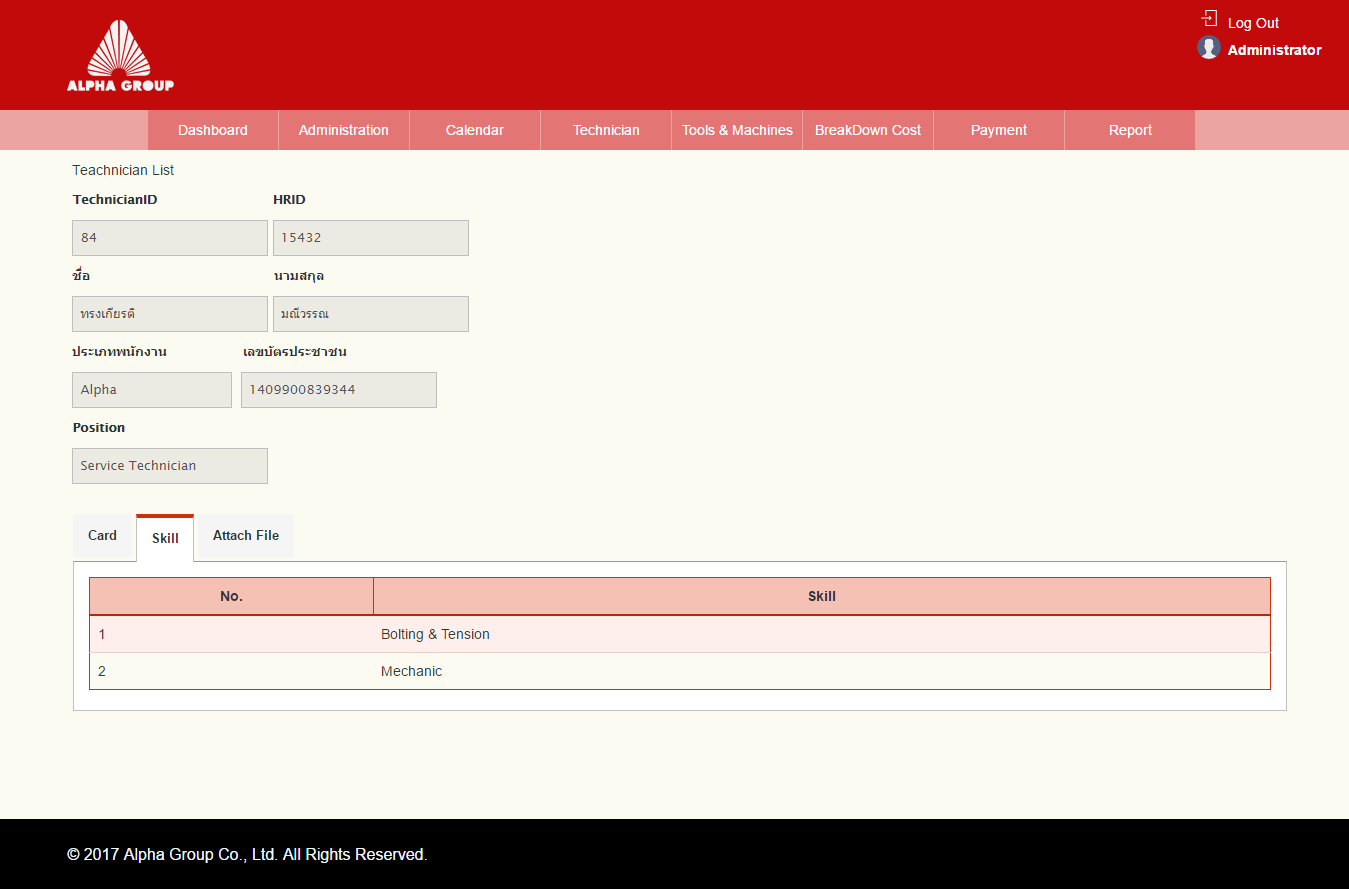 Log Out
Administrator
ALPHA GROUP
Dashboard Administration Calendar Technician Tools & Machines BreakDown Cost Payment Report
Teachnician List
TechnicianID HRID
84 15432
ชื่อ นามสกุล
ทรงเกียรติ มณีวรรณ
ประเภทพนักงาน เลขบัตรประชาชน
Alpha 1409900839344
Position
Service Technician
Card Skill Attach File
No. Skill
1 Bolting & Tension
2 Mechanic
© 2017 Alpha Group Co., Ltd. All Rights Reserved.